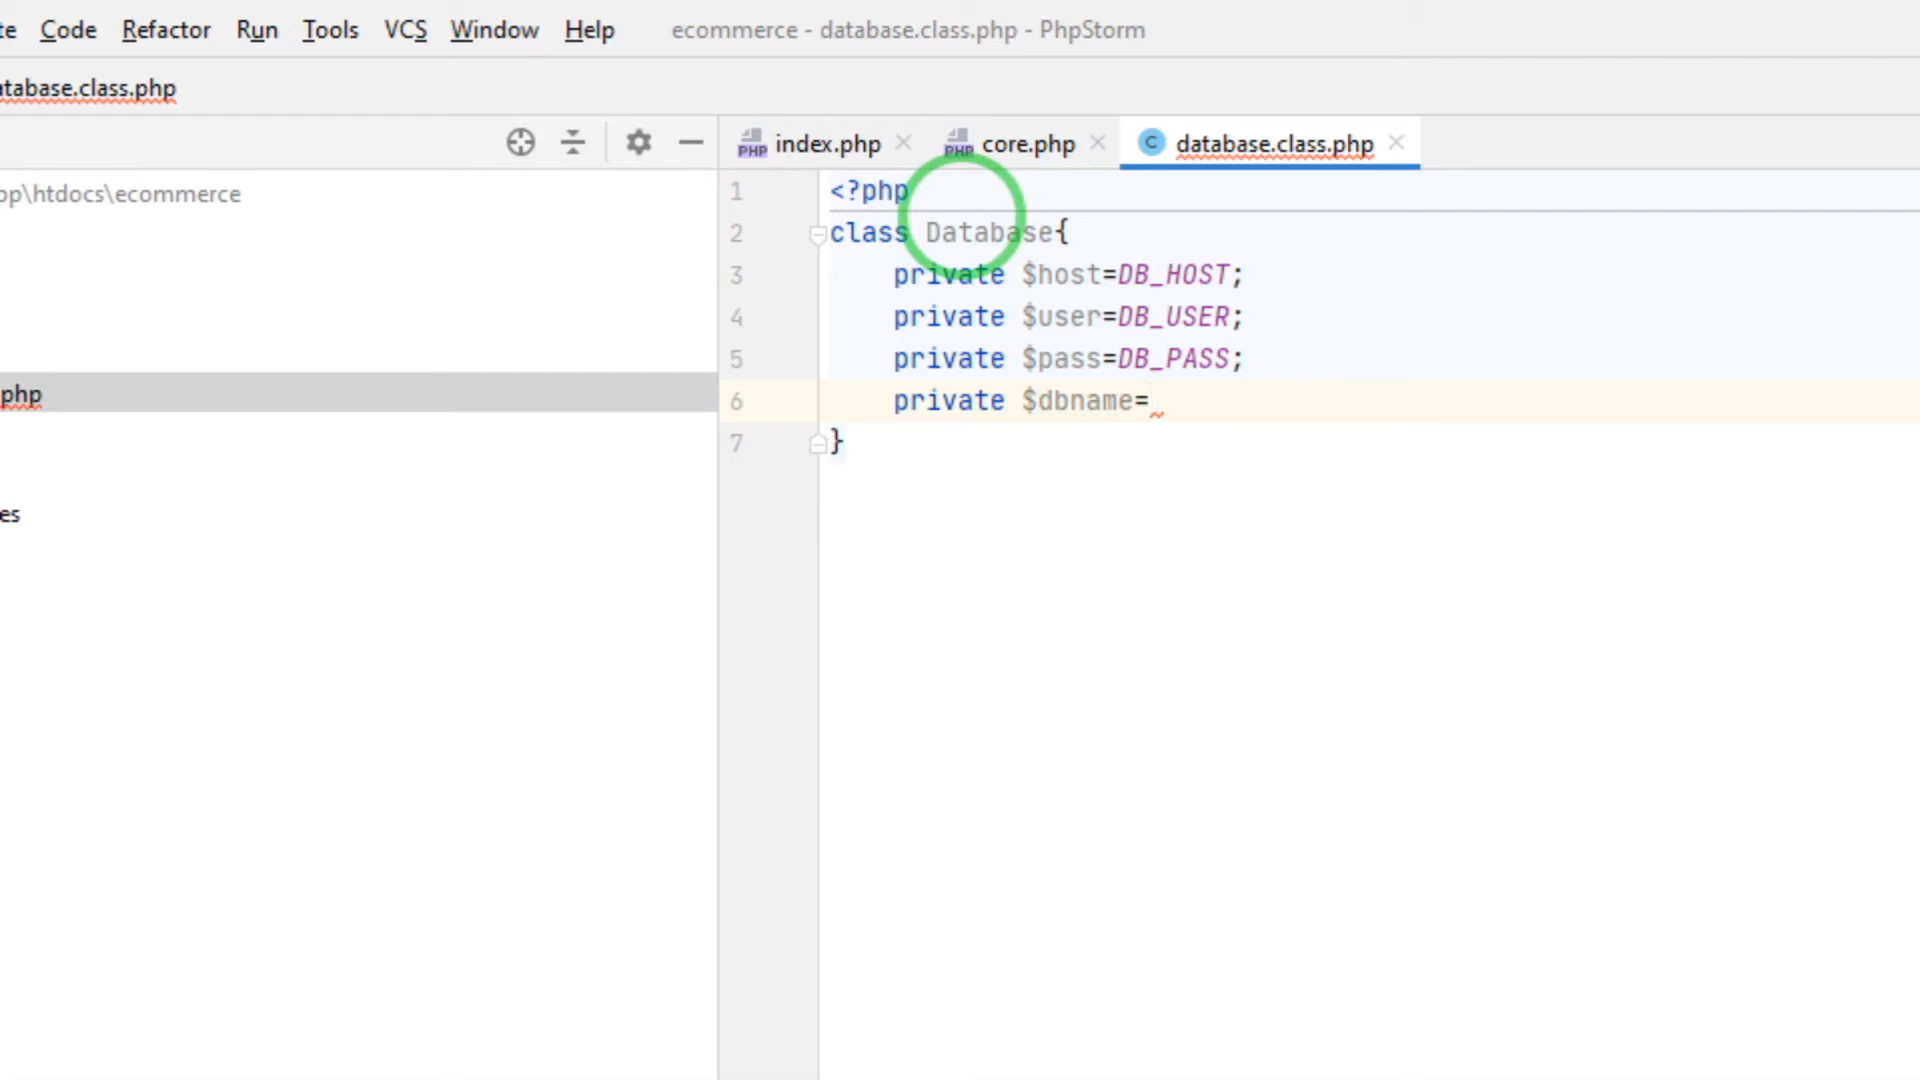 te Code Refactor Run Tools VCS Window Help ecommerce - database.class.php - PhpStorm
atabase.class.php
index.php core.php database.class.php
pp\htdocs\ecommerce
php
es
1 <?php
2 class Database{
3 private $host=DB_HOST;
4 private $user=DB_USER;
5 private $pass=DB_PASS;
6 private $dbname=
7 }